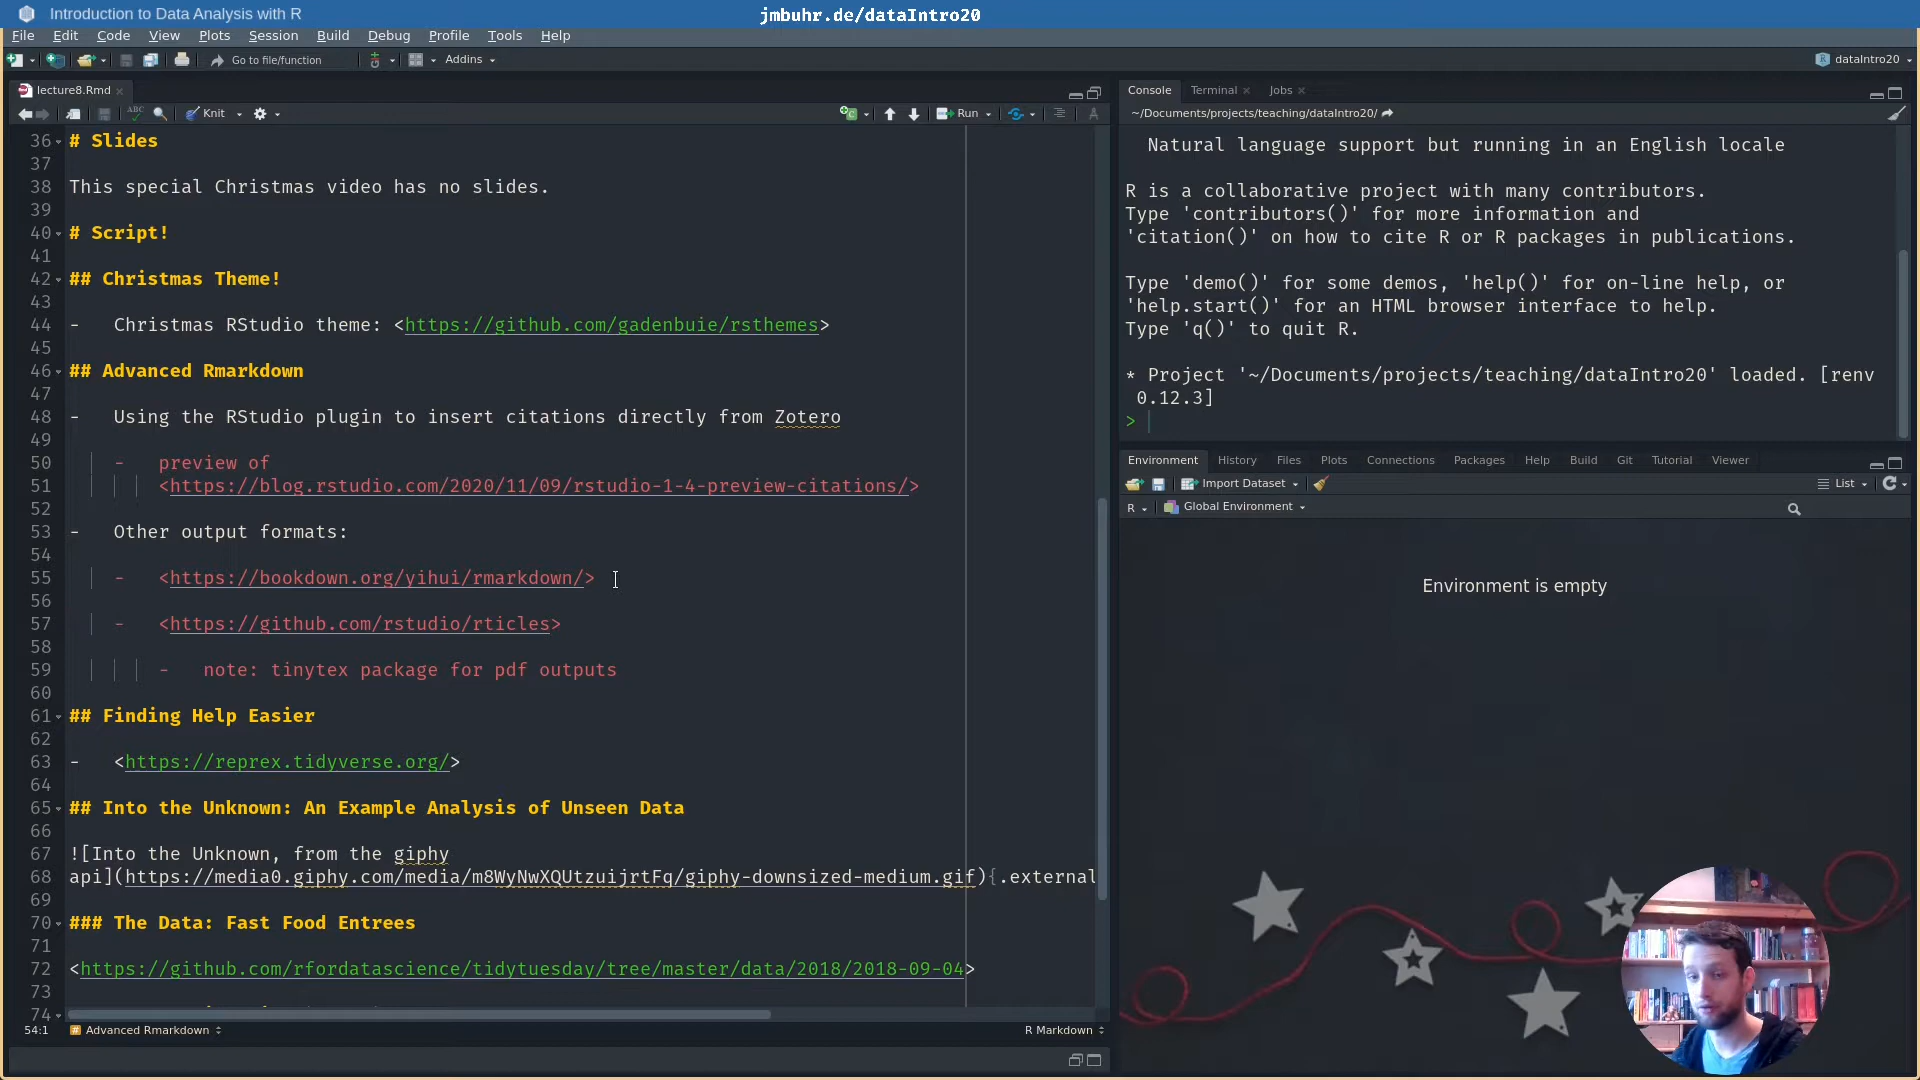 Introduction to Data Analysis with R
jmbuhr.de/dataIntro20
File Edit Code View Plots Session Build Debug Profile Tools Help
Go to file/function
Addins
dataIntro20
lecture8.Rmd
ABC
Knit
Run
36 # Slides
37
38 This special Christmas video has no slides.
39
40 # Script!
41
42 ## Christmas Theme!
43
44 - Christmas RStudio theme: <https://github.com/gadenbuie/rsthemes>
45
46 ## Advanced Rmarkdown
47
48 - Using the RStudio plugin to insert citations directly from Zotero
49
50 - preview of
51 <https://blog.rstudio.com/2020/11/09/rstudio-1-4-preview-citations/>
52
53 - Other output formats:
54
55 - <https://bookdown.org/yihui/rmarkdown/>
56
57 - <https://github.com/rstudio/rticles>
58
59 - note: tinytex package for pdf outputs
60
61 ## Finding Help Easier
62
63 - <https://reprex.tidyverse.org/>
64
65 ## Into the Unknown: An Example Analysis of Unseen Data
66
67 ![Into the Unknown, from the giphy
68 api](https://media0.giphy.com/media/m8WyNwXQUtzuijrtFq/giphy-downsized-medium.gif){.external
69
70 ### The Data: Fast Food Entrees
71
72 <https://github.com/rfordatascience/tidytuesday/tree/master/data/2018/2018-09-04>
73
74
54:1 # Advanced Rmarkdown
R Markdown
Console Terminal Jobs
~/Documents/projects/teaching/dataIntro20/
Natural language support but running in an English locale
R is a collaborative project with many contributors.
Type 'contributors()' for more information and
'citation()' on how to cite R or R packages in publications.
Type 'demo()' for some demos, 'help()' for on-line help, or
'help.start()' for an HTML browser interface to help.
Type 'q()' to quit R.
* Project '~/Documents/projects/teaching/dataIntro20' loaded. [renv
0.12.3]
>
Environment History Files Plots Connections Packages Help Build Git Tutorial Viewer
Import Dataset
List
R Global Environment
Environment is empty